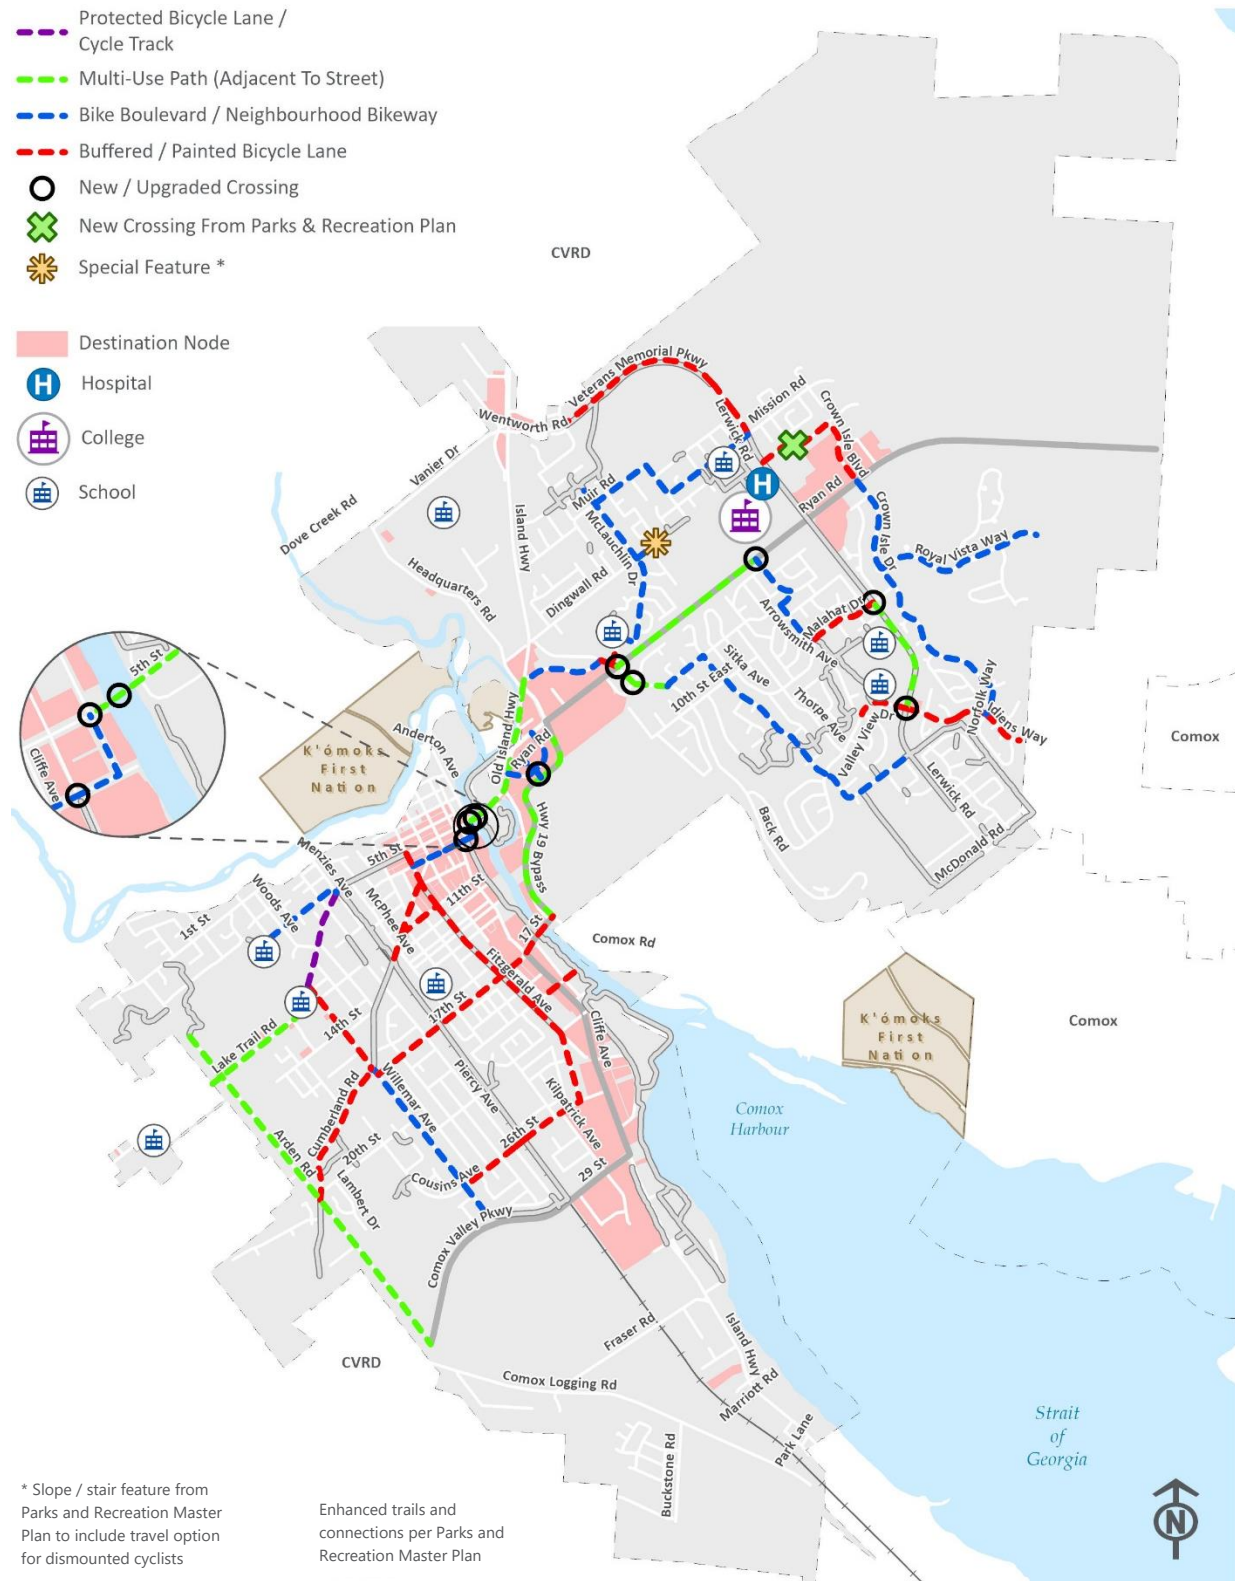 Protected Bicycle Lane /
Cycle Track
Multi-Use Path (Adjacent To Street)
Bike Boulevard / Neighbourhood Bikeway
Buffered / Painted Bicycle Lane
New / Upgraded Crossing
New Crossing From Parks & Recreation Plan
Special Feature *
Destination Node
H
Hospital
College
School
CVRD
Veterans Memorial Pkwy
Wentworth Rd
Lerwick Rd
Mission Rd
Crown Isle Blvd
Vanier Dr
Dove Creek Rd
Island Hwy
Muir Rd
McLauchlin Dr
H
Ryan Rd
Crown Isle Dr
Royal Vista Way
Headquarters Rd
Dingwall Rd
Malahat Dr
Arrowsmith Ave
Sitka Ave
10th St East
Thorpe Ave
Valley View Dr
Norfolk Way
Idiens Way
Comox
5th St
Cliffe Ave
K'ómoks
First
Nation
Anderton Ave
Old Island Hwy
Ryan Rd
Hwy 19 Bypass
Back Rd
Lerwick Rd
McDonald Rd
Menzies Ave
5th St
11th St
Woods Ave
1st St
McPhee Ave
17 St
Comox Rd
Fitzgerald Ave
17th St
14th St
Lake Trail Rd
Cliffe Ave
K'ómoks
First
Nation
Comox
Comox
Harbour
Cumberland Rd
Willemar Ave
Piercy Ave
Kilpatrick Ave
26th St
Arden Rd
20th St
Lambert Dr
Cousins Ave
29 St
Comox Valley Pkwy
Fraser Rd
Island Hwy
CVRD
Comox Logging Rd
Marriott Rd
Park Lane
Buckstone Rd
Strait
of
Georgia
* Slope / stair feature from
Parks and Recreation Master
Plan to include travel option
for dismounted cyclists
Enhanced trails and
connections per Parks and
Recreation Master Plan
N